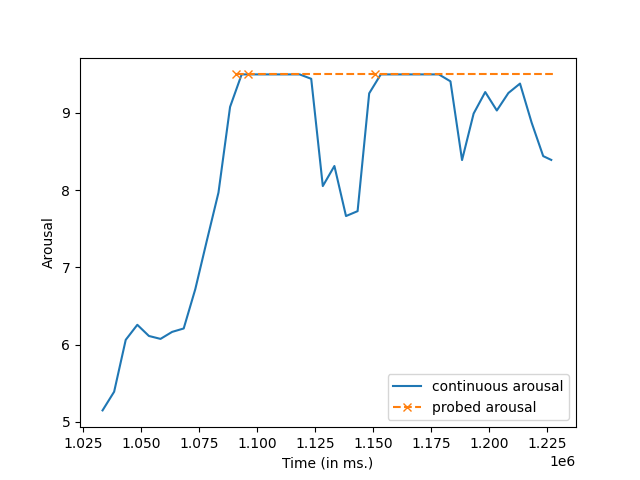 Arousal
9
8
7
6
5
1.025 1.050 1.075 1.100 1.125 1.150 1.175 1.200 1.225
1e6
Time (in ms.)
continuous arousal
probed arousal